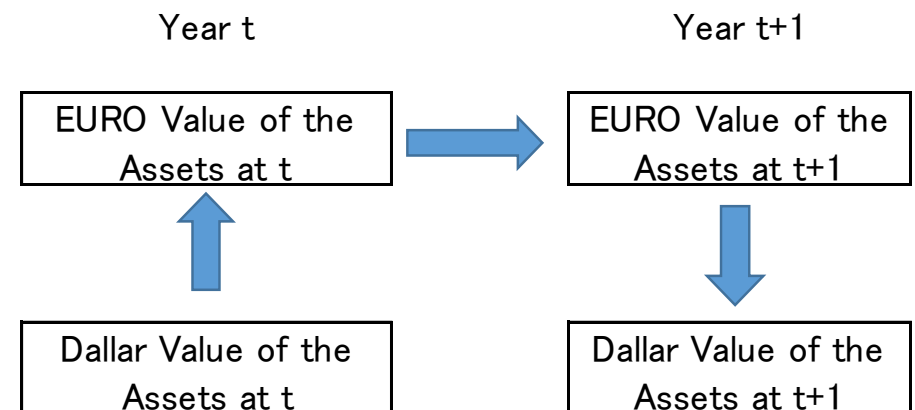 Year t
Year t+1
EURO Value of the
Assets at t
EURO Value of the
Assets at t+1
Dallar Value of the
Assets at t
Dallar Value of the
Assets at t+1